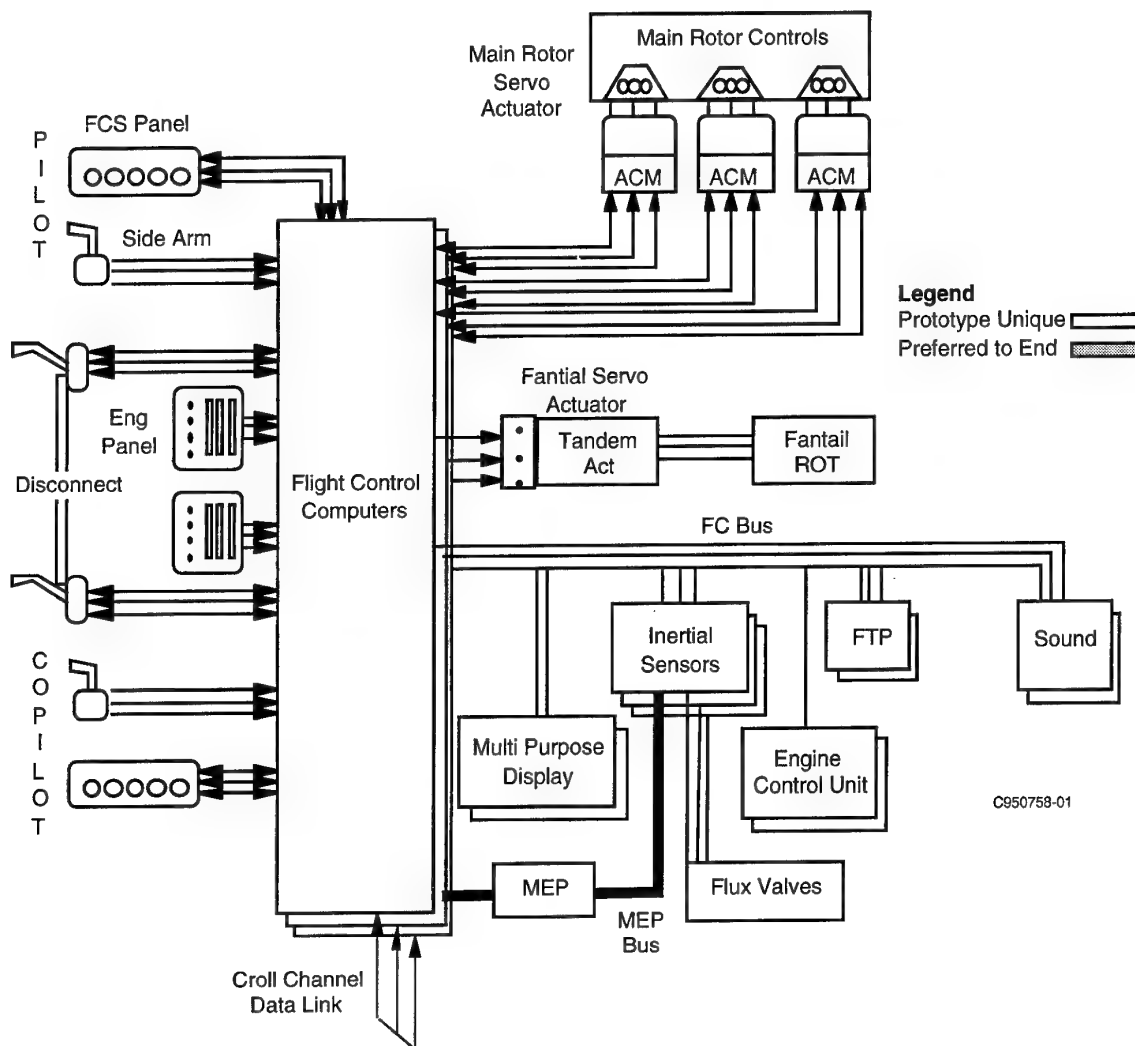 Main Rotor Controls
Main Rotor
Servo
Actuator
ACM
ACM
ACM
PILOT
FCS Panel
Side Arm
Eng
Panel
Disconnect
Flight Control
Computers
Legend
Prototype Unique
Preferred to End
Fantial Servo
Actuator
Tandem
Act
Fantail
ROT
FC Bus
Inertial
Sensors
FTP
Sound
COPILOT
Multi Purpose
Display
Engine
Control Unit
C950758-01
MEP
Flux Valves
MEP
Bus
Croll Channel
Data Link